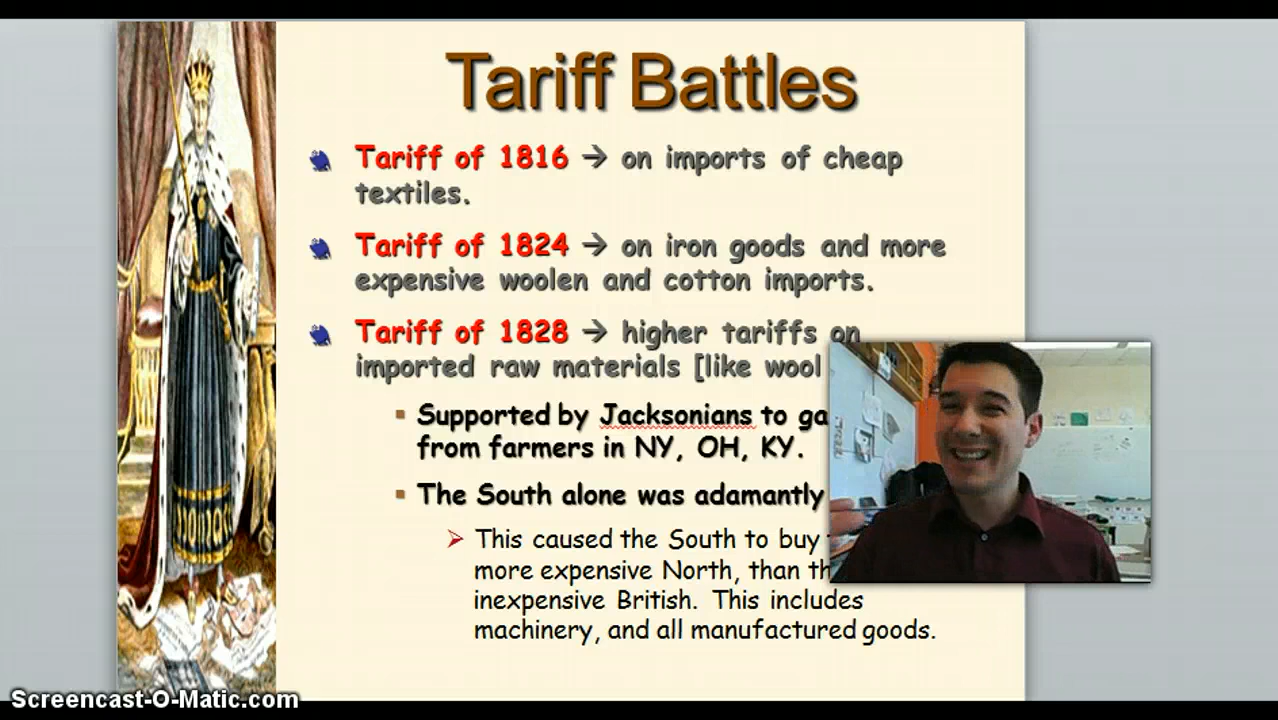 Tariff Battles
Tariff of 1816 → on imports of cheap
textiles.
Tariff of 1824 → on iron goods and more
expensive woolen and cotton imports.
Tariff of 1828 → higher tariffs on
imported raw materials [like wool
Supported by Jacksonians to
from farmers in NY, OH, KY.
The South alone was adamantly
This caused the South to buy
more expensive North, than
inexpensive British. This includes
machinery, and all manufactured goods.
Screencast-O-Matic.com